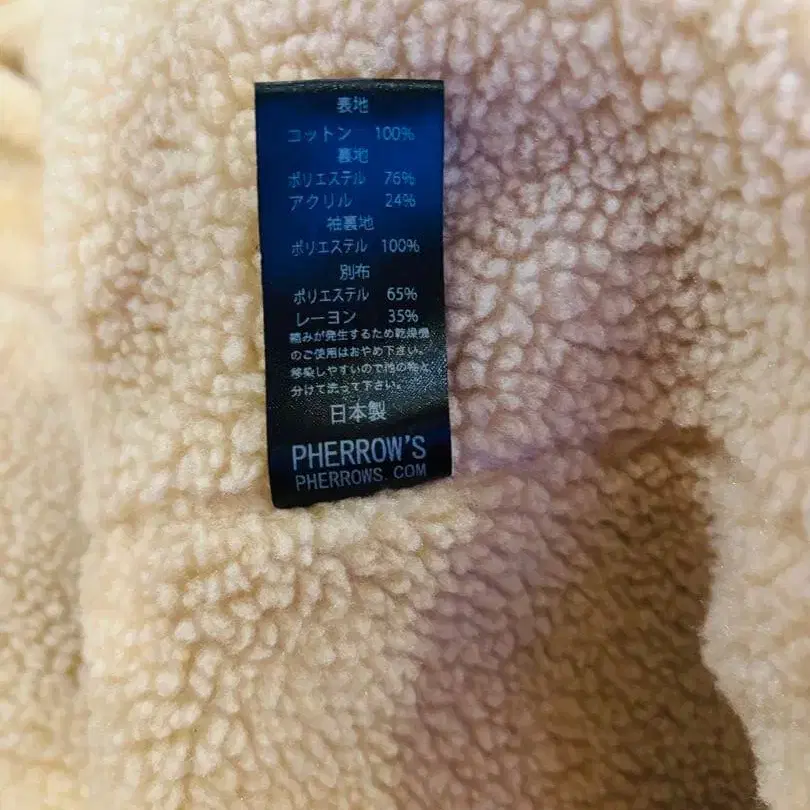 表地
コットン 100%
裏地
ポリエステル 76%
アクリル 24%
袖裏地
ポリエステル 100%
別布
ポリエステル 65%
レーヨン 35%
縮みが発生するため乾燥機
のご使用はおやめ下さい。
移染しやすいので他の物と
分けて洗って下さい。
日本製
PHERROW'S
PHERROWS.COM